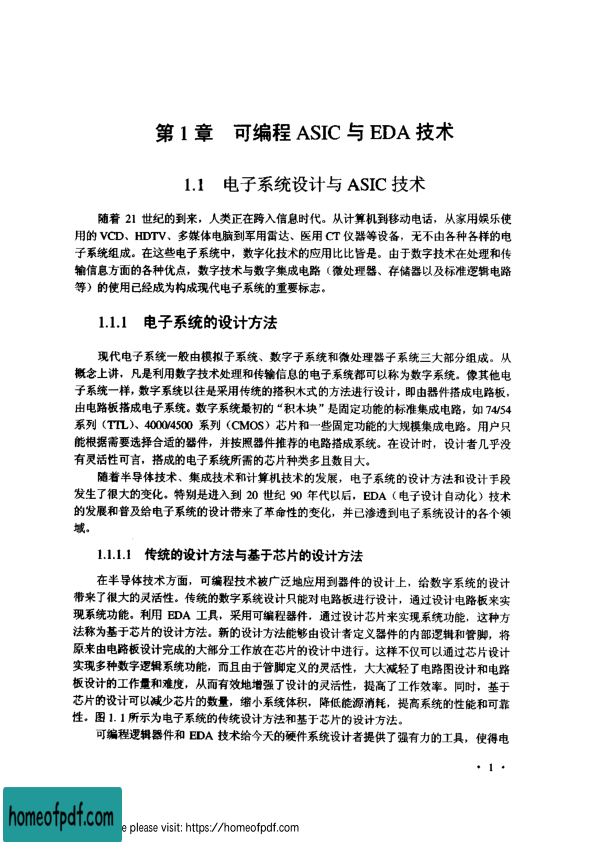 第 1 章 可编程 ASIC 与 EDA 技术
1.1 电子系统设计与 ASIC 技术
随着 21 世纪的到来，人类正在跨入信息时代。从计算机到移动电话，从家用娱乐使
用的 VCD、HDTV、多媒体电脑到军用雷达、医用 CT 仪器等设备，无不由各种各样的电
子系统组成。在这些电子系统中，数字化技术的应用比比皆是。由于数字技术在处理和传
输信息方面的各种优点，数字技术与数字集成电路（微处理器、存储器以及标准逻辑电路
等）的使用已经成为构成现代电子系统的重要标志。
1.1.1 电子系统的设计方法
现代电子系统一般由模拟子系统、数字子系统和微处理器子系统三大部分组成。从
概念上讲，凡是利用数字技术处理和传输信息的电子系统都可以称为数字系统。像其他电
子系统一样，数字系统以往是采用传统的搭积木式的方法进行设计，即由器件搭成电路板，
由电路板搭成电子系统。数字系统最初的“积木块”是固定功能的标准集成电路，如 74/54
系列（TTL）、4000/4500 系列（CMOS）芯片和一些固定功能的大规模集成电路。用户只
能根据需要选择合适的器件，并按照器件推荐的电路搭成系统。在设计时，设计者几乎没
有灵活性可言，搭成的电子系统所需的芯片种类多且数目大。
随着半导体技术、集成技术和计算机技术的发展，电子系统的设计方法和设计手段
发生了很大的变化。特别是进入到 20 世纪 90 年代以后，EDA（电子设计自动化）技术
的发展和普及给电子系统的设计带来了革命性的变化，并已渗透到电子系统设计的各个领
域。
1.1.1.1 传统的设计方法与基于芯片的设计方法
在半导体技术方面，可编程技术被广泛地应用到器件的设计上，给数字系统的设计
带来了很大的灵活性。传统的数字系统设计只能对电路板进行设计，通过设计电路板来实
现系统功能。利用 EDA 工具，采用可编程器件，通过设计芯片来实现系统功能，这种方
法称为基于芯片的设计方法。新的设计方法能够由设计者定义器件的内部逻辑和管脚，将
原来由电路板设计完成的大部分工作放在芯片的设计中进行。这样不仅可以通过芯片设计
实现多种数字逻辑系统功能，而且由于管脚定义的灵活性，大大减轻了电路图设计和电路
板设计的工作量和难度，从而有效地增强了设计的灵活性，提高了工作效率。同时，基于
芯片的设计可以减少芯片的数量，缩小系统体积，降低能源消耗，提高系统的性能和可靠
性。图 1.1 所示为电子系统的传统设计方法和基于芯片的设计方法。
可编程逻辑器件和 EDA 技术给今天的硬件系统设计者提供了强有力的工具，使得电
· 1 ·
homeofpdf.com
e please visit: https://homeofpdf.com